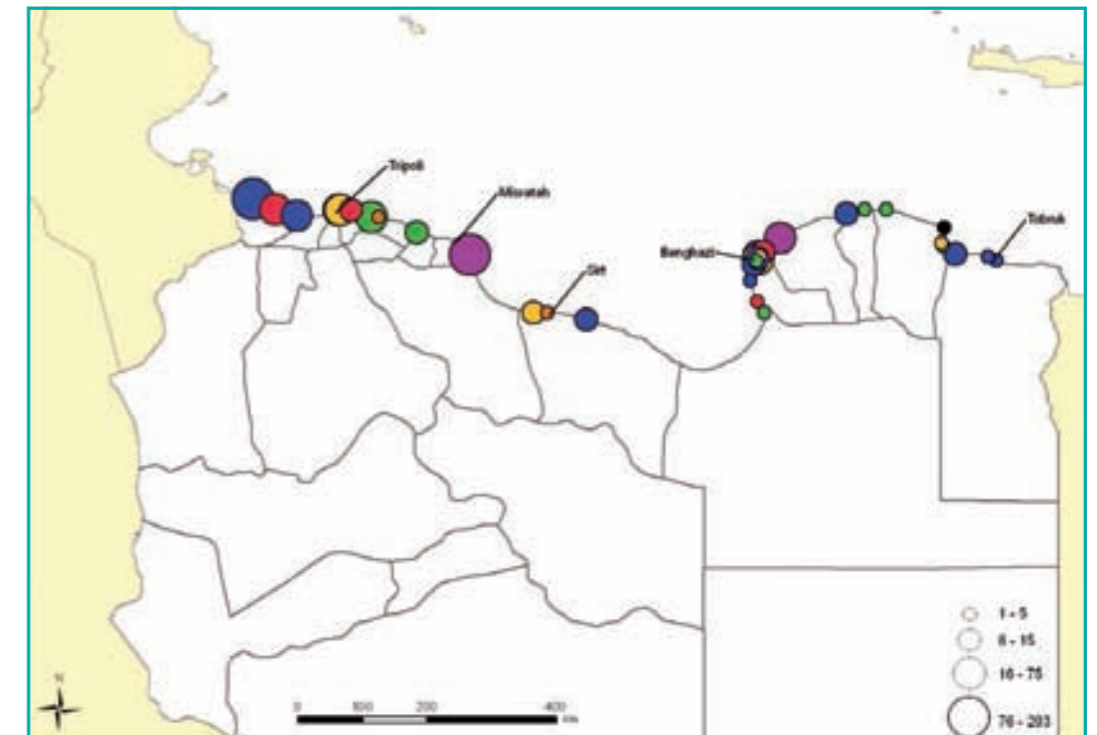 Tripoli
Misratah
Benghazi
Tobruk
Sirt
1 - 5
6 - 15
16 - 75
76 - 203
N
0 100 200 400